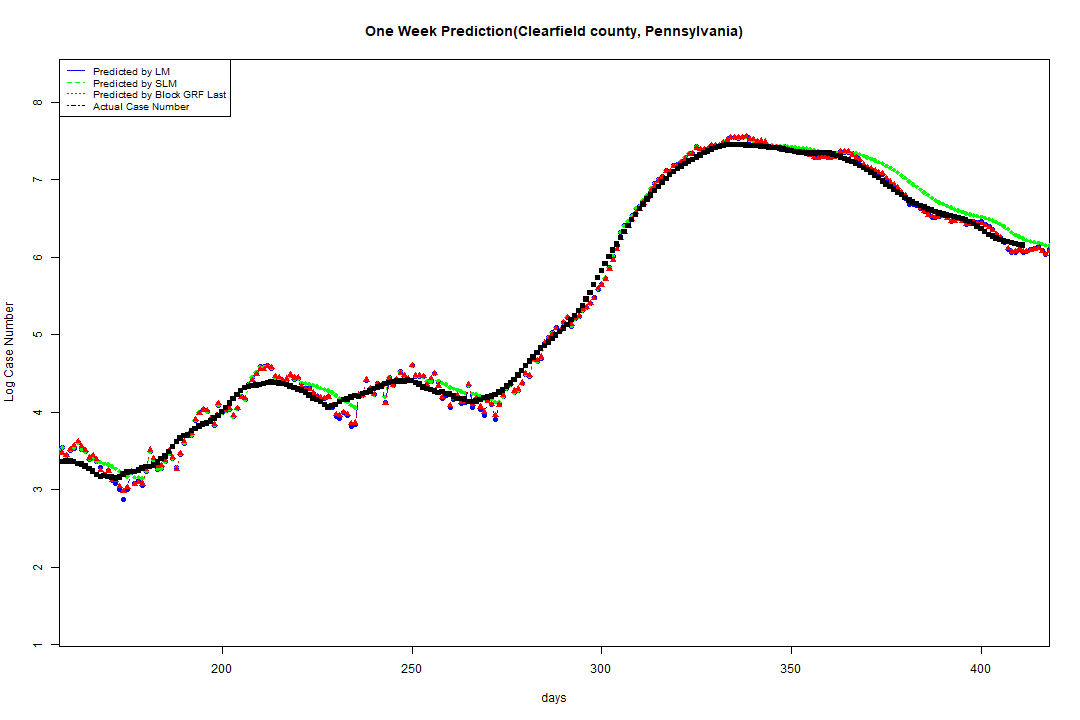 One Week Prediction(Clearfield county, Pennsylvania)
Predicted by LM
Predicted by SLM
Predicted by Block GRF Last
Actual Case Number
8
7
6
5
4
3
2
1
Log Case Number
200 250 300 350 400
days